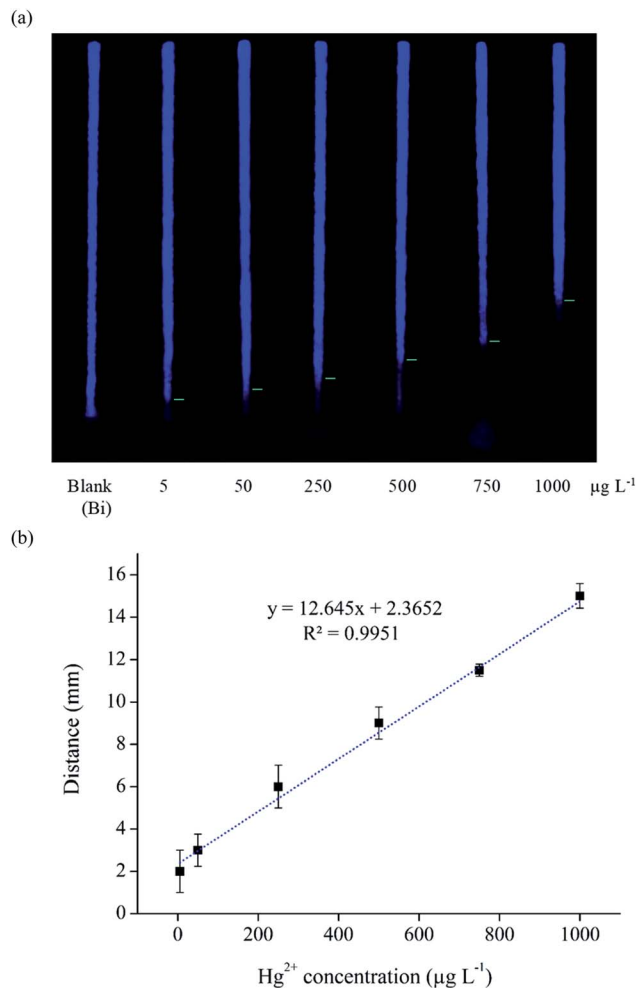 (a)
Blank 5 50 250 500 750 1000 µg L⁻¹
(Bi)
(b)
16
14
12
10
8
6
4
2
0
Distance (mm)
y = 12.645x + 2.3652
R² = 0.9951
0 200 400 600 800 1000
Hg²⁺ concentration (µg L⁻¹)